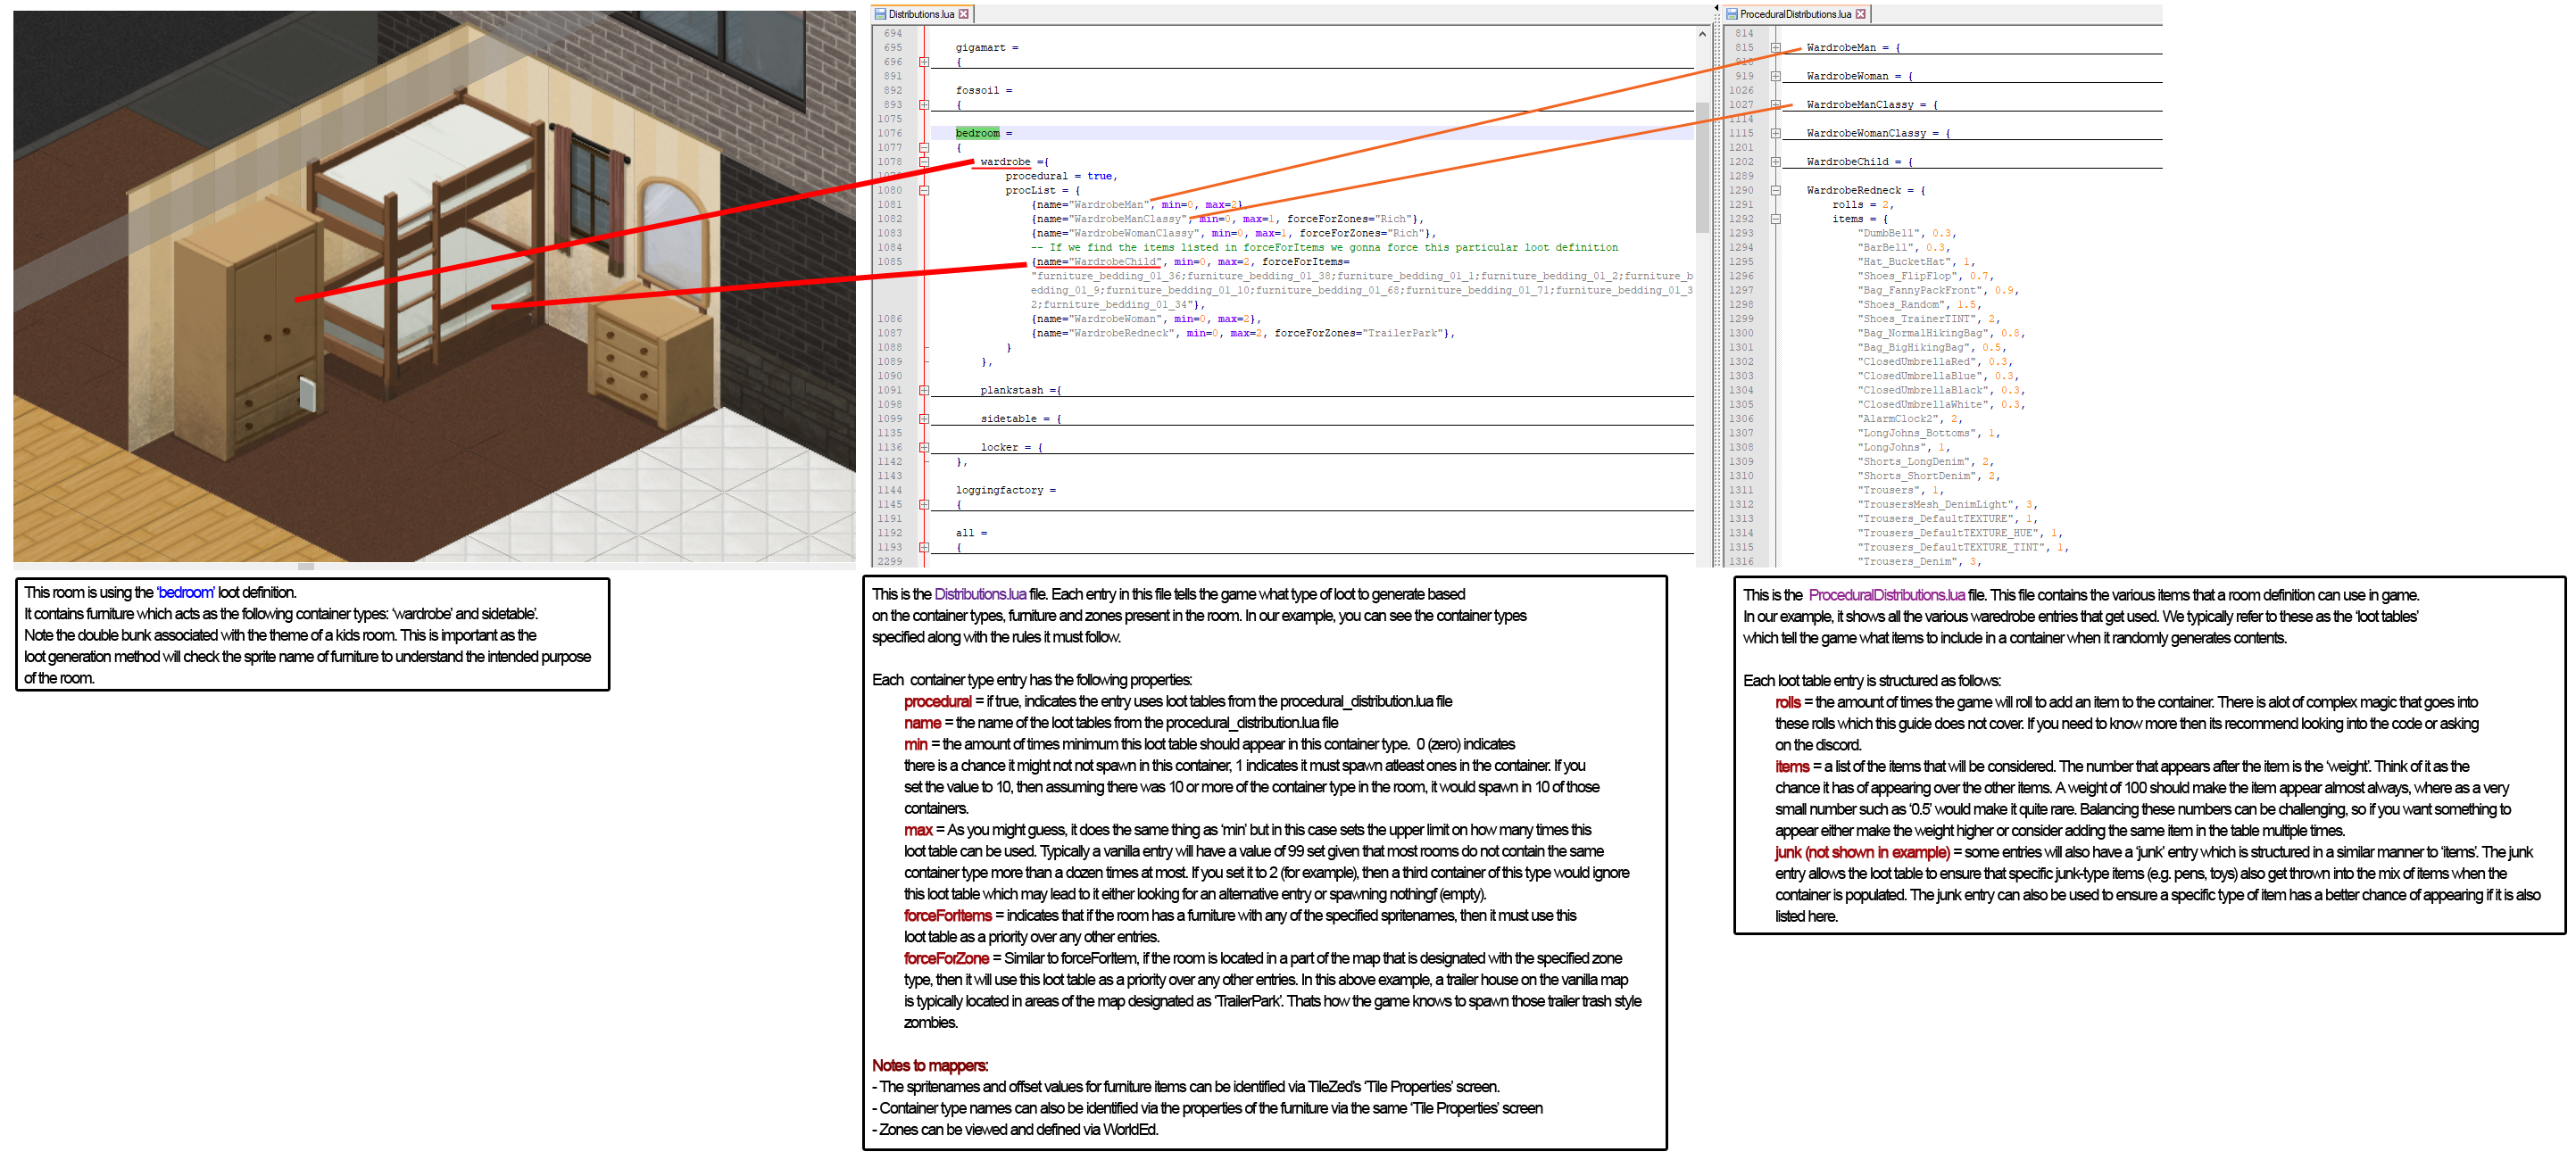 Distributions.lua
694
695 gigamart =
696 {
891
892 fossoil =
893 {
1075
1076 bedroom =
1077 {
1078 wardrobe ={
procedural = true,
1080 procList = {
1081 {name="WardrobeMan", min=0, max=2},
1082 {name="WardrobeManClassy", min=0, max=1, forceForZones="Rich"},
1083 {name="WardrobeWomanClassy", min=0, max=1, forceForZones="Rich"},
1084 -- If we find the items listed in forceForItems we gonna force this particular loot definition
1085 {name="WardrobeChild", min=0, max=2, forceForItems=
"furniture_bedding_01_36;furniture_bedding_01_38;furniture_bedding_01_1;furniture_bedding_01_2;furniture_b
edding_01_9;furniture_bedding_01_10;furniture_bedding_01_68;furniture_bedding_01_71;furniture_bedding_01_3
2;furniture_bedding_01_34"},
1086 {name="WardrobeWoman", min=0, max=2},
1087 {name="WardrobeRedneck", min=0, max=2, forceForZones="TrailerPark"},
1088 }
1089 },
1090
1091 plankstash ={
1098
1099 sidetable = {
1135
1136 locker = {
1142 },
1143
1144 loggingfactory =
1145 {
1191
1192 all =
1193 {
2299
ProceduralDistributions.lua
814
815 WardrobeMan = {
918
919 WardrobeWoman = {
1026
1027 WardrobeManClassy = {
1114
1115 WardrobeWomanClassy = {
1201
1202 WardrobeChild = {
1289
1290 WardrobeRedneck = {
1291 rolls = 2,
1292 items = {
1293 "DumbBell", 0.3,
1294 "BarBell", 0.3,
1295 "Hat_BucketHat", 1,
1296 "Shoes_FlipFlop", 0.7,
1297 "Bag_FannyPackFront", 0.9,
1298 "Shoes_Random", 1.5,
1299 "Shoes_TrainerTINT", 2,
1300 "Bag_NormalHikingBag", 0.8,
1301 "Bag_BigHikingBag", 0.5,
1302 "ClosedUmbrellaRed", 0.3,
1303 "ClosedUmbrellaBlue", 0.3,
1304 "ClosedUmbrellaBlack", 0.3,
1305 "ClosedUmbrellaWhite", 0.3,
1306 "AlarmClock2", 2,
1307 "LongJohns_Bottoms", 1,
1308 "LongJohns", 1,
1309 "Shorts_LongDenim", 2,
1310 "Shorts_ShortDenim", 2,
1311 "Trousers", 1,
1312 "TrousersMesh_DenimLight", 3,
1313 "Trousers_DefaultTEXTURE", 1,
1314 "Trousers_DefaultTEXTURE_HUE", 1,
1315 "Trousers_DefaultTEXTURE_TINT", 1,
1316 "Trousers_Denim", 3,
This room is using the ‘bedroom’ loot definition.
It contains furniture which acts as the following container types: ‘wardrobe’ and sidetable’.
Note the double bunk associated with the theme of a kids room. This is important as the
loot generation method will check the sprite name of furniture to understand the intended purpose
of the room.
This is the Distributions.lua file. Each entry in this file tells the game what type of loot to generate based
on the container types, furniture and zones present in the room. In our example, you can see the container types
specified along with the rules it must follow.
Each container type entry has the following properties:
procedural = if true, indicates the entry uses loot tables from the procedural_distribution.lua file
name = the name of the loot tables from the procedural_distribution.lua file
min = the amount of times minimum this loot table should appear in this container type. 0 (zero) indicates
there is a chance it might not not spawn in this container, 1 indicates it must spawn atleast ones in the container. If you
set the value to 10, then assuming there was 10 or more of the container type in the room, it would spawn in 10 of those
containers.
max = As you might guess, it does the same thing as ‘min’ but in this case sets the upper limit on how many times this
loot table can be used. Typically a vanilla entry will have a value of 99 set given that most rooms do not contain the same
container type more than a dozen times at most. If you set it to 2 (for example), then a third container of this type would ignore
this loot table which may lead to it either looking for an alternative entry or spawning nothingf (empty).
forceForItems = indicates that if the room has a furniture with any of the specified spritenames, then it must use this
loot table as a priority over any other entries.
forceForZone = Similar to forceForItem, if the room is located in a part of the map that is designated with the specified zone
type, then it will use this loot table as a priority over any other entries. In this above example, a trailer house on the vanilla map
is typically located in areas of the map designated as ‘TrailerPark’. Thats how the game knows to spawn those trailer trash style
zombies.
Notes to mappers:
- The spritenames and offset values for furniture items can be identified via TileZed’s ‘Tile Properties’ screen.
- Container type names can also be identified via the properties of the furniture via the same ‘Tile Properties’ screen
- Zones can be viewed and defined via WorldEd.
This is the ProceduralDistributions.lua file. This file contains the various items that a room definition can use in game.
In our example, it shows all the various waredrobe entries that get used. We typically refer to these as the ‘loot tables’
which tell the game what items to include in a container when it randomly generates contents.
Each loot table entry is structured as follows:
rolls = the amount of times the game will roll to add an item to the container. There is alot of complex magic that goes into
these rolls which this guide does not cover. If you need to know more then its recommend looking into the code or asking
on the discord.
items = a list of the items that will be considered. The number that appears after the item is the ‘weight’. Think of it as the
chance it has of appearing over the other items. A weight of 100 should make the item appear almost always, where as a very
small number such as ‘0.5’ would make it quite rare. Balancing these numbers can be challenging, so if you want something to
appear either make the weight higher or consider adding the same item in the table multiple times.
junk (not shown in example) = some entries will also have a ‘junk’ entry which is structured in a similar manner to ‘items’. The junk
entry allows the loot table to ensure that specific junk-type items (e.g. pens, toys) also get thrown into the mix of items when the
container is populated. The junk entry can also be used to ensure a specific type of item has a better chance of appearing if it is also
listed here.